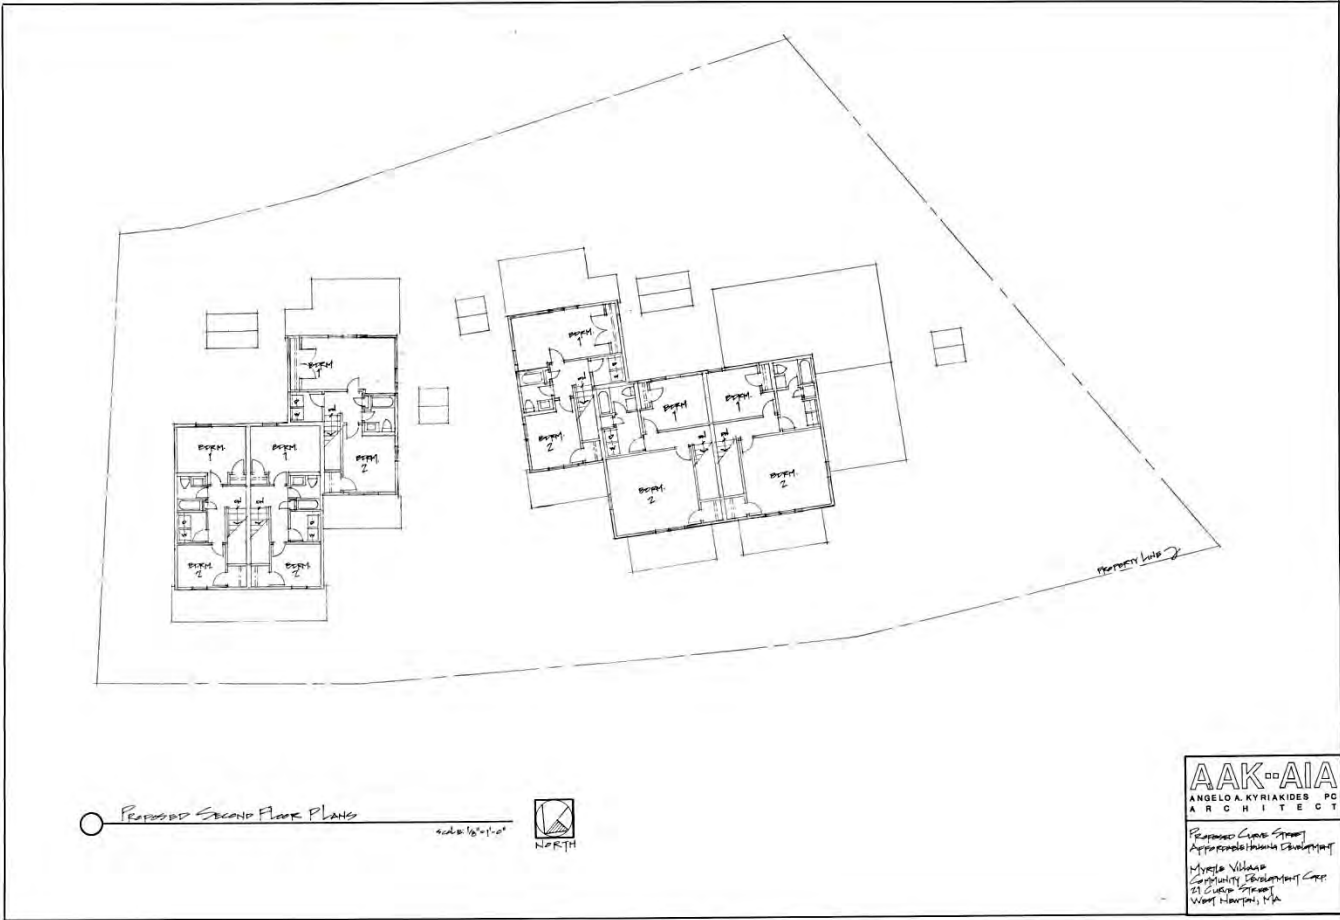 BDRM.
1
BDRM.
1
BDRM.
1
BDRM.
1
BDRM.
2
BDRM.
1
BDRM.
1
BDRM.
2
BDRM.
2
BDRM.
2
BDRM.
2
BDRM.
2
PROPERTY LINE
PROPOSED SECOND FLOOR PLANS
SCALE: 1/8"=1'-0"
NORTH
AAK--AIA
ANGELO A. KYRIAKIDES PC
ARCHITECT
PROPOSED CURVE STREET
AFFORDABLE HOUSING DEVELOPMENT
MYRTLE VILLAGE
COMMUNITY DEVELOPMENT CORP.
21 CURVE STREET
WEST NEWTON, MA